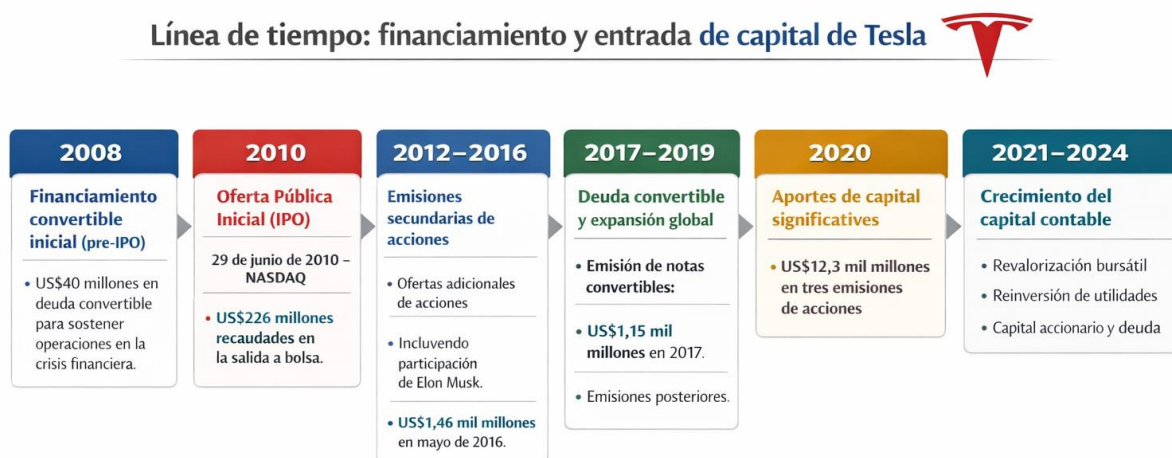 Línea de tiempo: financiamiento y entrada de capital de Tesla
2008
Financiamiento
convertible
inicial (pre-IPO)
• US$40 millones en
deuda convertible
para sostener
operaciones en la
crisis financiera.
2010
Oferta Pública
Inicial (IPO)
29 de junio de 2010 –
NASDAQ
• US$226 millones
recaudades en
la salida a bolsa.
2012–2016
Emisiones
secundarias de
acciones
• Ofertas adicionales
de acciones
• Incluvendo
participación
de Elon Musk.
• US$1,46 mil millones
en mayo de 2016.
2017–2019
Deuda convertible
y expansión global
• Emisión de notas
convertibles:
• US$1,15 mil
millones en 2017.
• Emisiones posteriores.
2020
Aportes de capital
significatives
• US$12,3 mil millones
en tres emisiones
de acciones
2021–2024
Crecimiento del
capital contable
• Revalorización bursátil
• Reinversión de utilidades
• Capital accionario y deuda